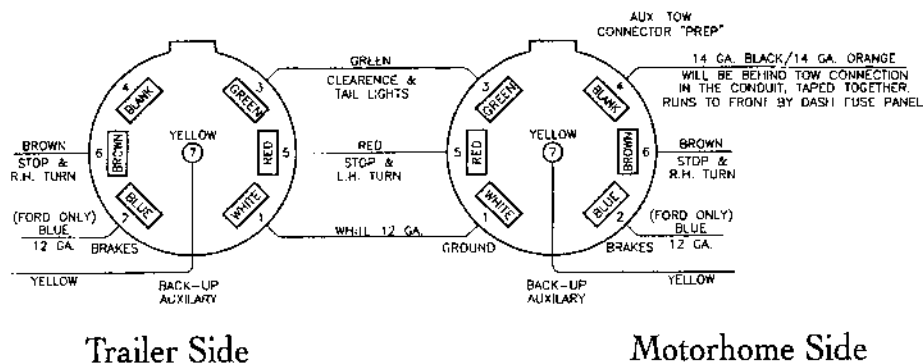 AUX TOW
CONNECTOR "PREP"
GREEN
CLEARENCE &
TAIL LIGHTS
14 GA. BLACK/14 GA. ORANGE
WILL BE BEHIND TOW CONNECTION
IN THE CONDUIT, TAPED TOGETHER.
RUNS TO FRONT BY DASH FUSE PANEL
4
BLANK
3
GREEN
BROWN
STOP &
R.H. TURN
6
BROWN
YELLOW
7
RED
5
RED
STOP &
L.H. TURN
(FORD ONLY)
BLUE
12 GA.
7
BLUE
BRAKES
WHITE
1
WHITE 12 GA.
YELLOW
BACK-UP
AUXILARY
3
GREEN
4
BLANK
5
RED
YELLOW
7
BROWN
6
BROWN
STOP &
R.H. TURN
WHITE
1
GROUND
BLUE
2
BRAKES
(FORD ONLY)
BLUE
12 GA.
BACK-UP
AUXILARY
YELLOW
Trailer Side
Motorhome Side